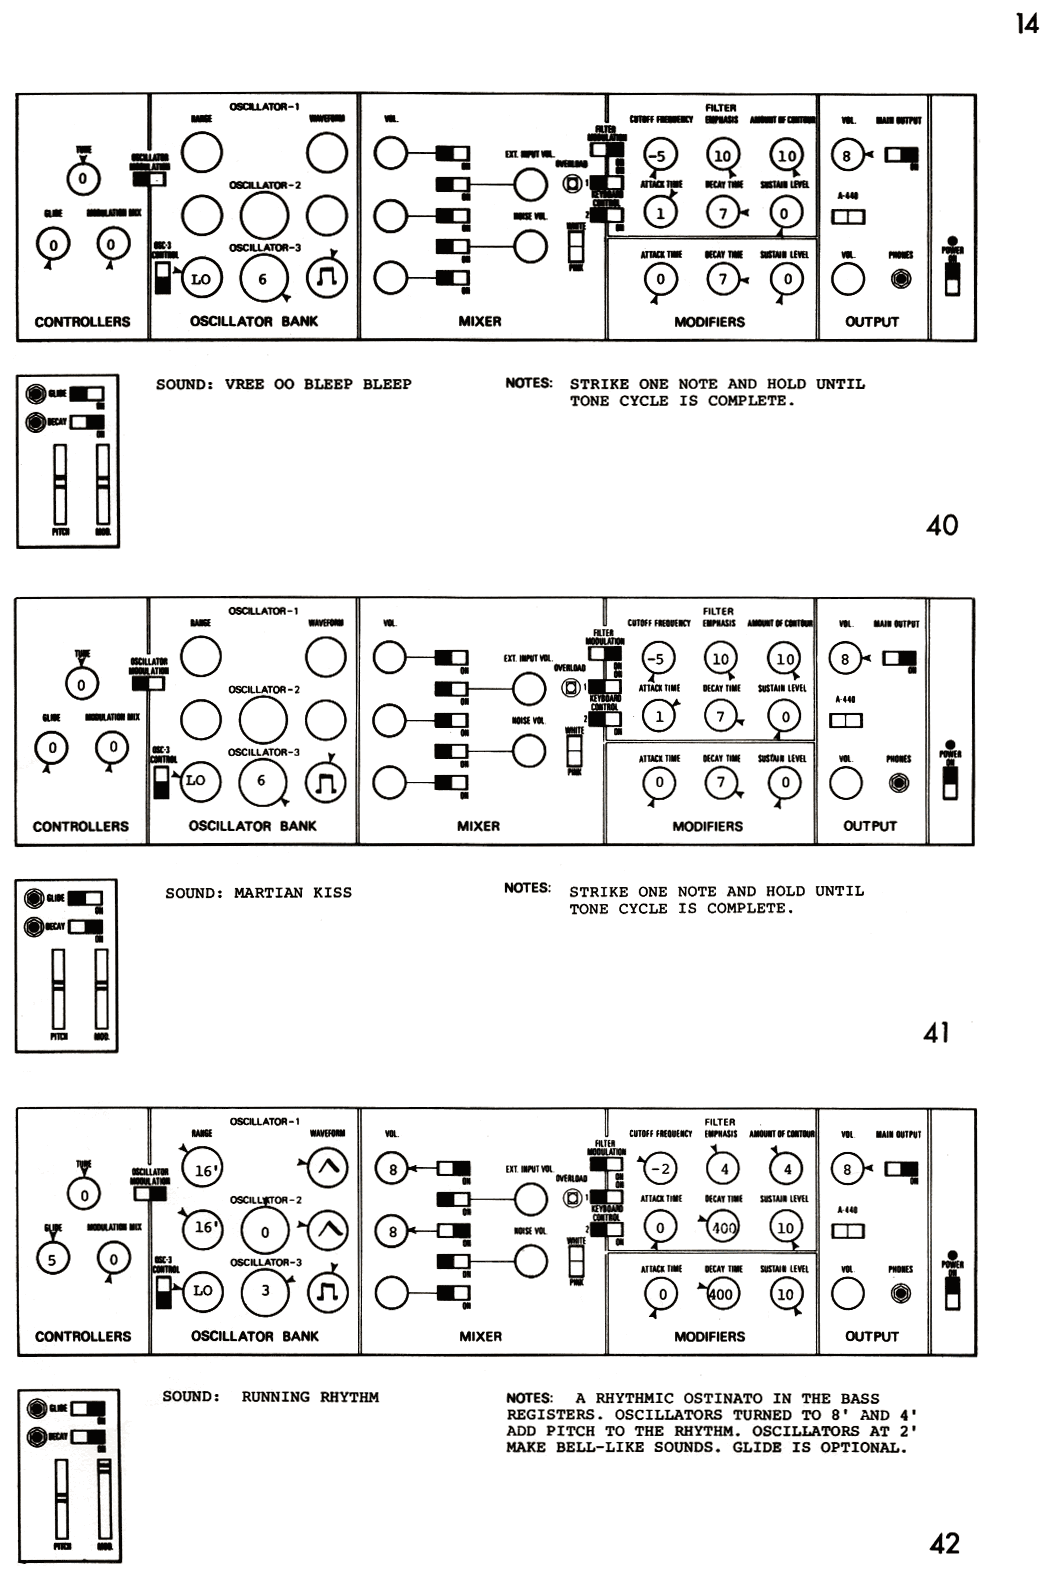 14
OSCILLATOR-1
RANGE WAVEFORM VOL. FILTER
CUTOFF FREQUENCY EMPHASIS AMOUNT OF CONTOUR VOL. MAIN OUTPUT
TUNE OSCILLATOR MODULATION EXT. INPUT VOL. OVERLOAD FILTER MODULATION ON
0 -5 10 10 8 ON
OSCILLATOR-2 1 ON ATTACK TIME DECAY TIME SUSTAIN LEVEL
GLIDE MODULATION MIX NOISE VOL. KEYBOARD CONTROL 2 ON 1 7 0 A-440
0 0 OSC-3 CONTROL OSCILLATOR-3 WHITE ATTACK TIME DECAY TIME SUSTAIN LEVEL VOL. PHONES POWER ON
LO 6 PINK 0 7 0
CONTROLLERS OSCILLATOR BANK MIXER MODIFIERS OUTPUT
SOUND: VREE OO BLEEP BLEEP NOTES: STRIKE ONE NOTE AND HOLD UNTIL
TONE CYCLE IS COMPLETE.
GLIDE ON
DECAY ON
PITCH MOD.
40
OSCILLATOR-1
RANGE WAVEFORM VOL. FILTER
CUTOFF FREQUENCY EMPHASIS AMOUNT OF CONTOUR VOL. MAIN OUTPUT
TUNE OSCILLATOR MODULATION EXT. INPUT VOL. OVERLOAD FILTER MODULATION ON
0 -5 10 10 8 ON
OSCILLATOR-2 1 ON ATTACK TIME DECAY TIME SUSTAIN LEVEL
GLIDE MODULATION MIX NOISE VOL. KEYBOARD CONTROL 2 ON 1 7 0 A-440
0 0 OSC-3 CONTROL OSCILLATOR-3 WHITE ATTACK TIME DECAY TIME SUSTAIN LEVEL VOL. PHONES POWER ON
LO 6 PINK 0 7 0
CONTROLLERS OSCILLATOR BANK MIXER MODIFIERS OUTPUT
SOUND: MARTIAN KISS NOTES: STRIKE ONE NOTE AND HOLD UNTIL
TONE CYCLE IS COMPLETE.
GLIDE ON
DECAY ON
PITCH MOD.
41
OSCILLATOR-1
RANGE WAVEFORM VOL. FILTER
CUTOFF FREQUENCY EMPHASIS AMOUNT OF CONTOUR VOL. MAIN OUTPUT
TUNE OSCILLATOR MODULATION 16' 8 EXT. INPUT VOL. OVERLOAD FILTER MODULATION ON
0 -2 4 4 8 ON
OSCILLATOR-2 1 ON ATTACK TIME DECAY TIME SUSTAIN LEVEL
GLIDE MODULATION MIX 16' 0 8 NOISE VOL. KEYBOARD CONTROL 2 ON 0 400 10 A-440
5 0 OSC-3 CONTROL OSCILLATOR-3 WHITE ATTACK TIME DECAY TIME SUSTAIN LEVEL VOL. PHONES POWER ON
LO 3 PINK 0 400 10
CONTROLLERS OSCILLATOR BANK MIXER MODIFIERS OUTPUT
SOUND: RUNNING RHYTHM NOTES: A RHYTHMIC OSTINATO IN THE BASS
REGISTERS. OSCILLATORS TURNED TO 8' AND 4'
ADD PITCH TO THE RHYTHM. OSCILLATORS AT 2'
MAKE BELL-LIKE SOUNDS. GLIDE IS OPTIONAL.
GLIDE ON
DECAY ON
PITCH MOD.
42